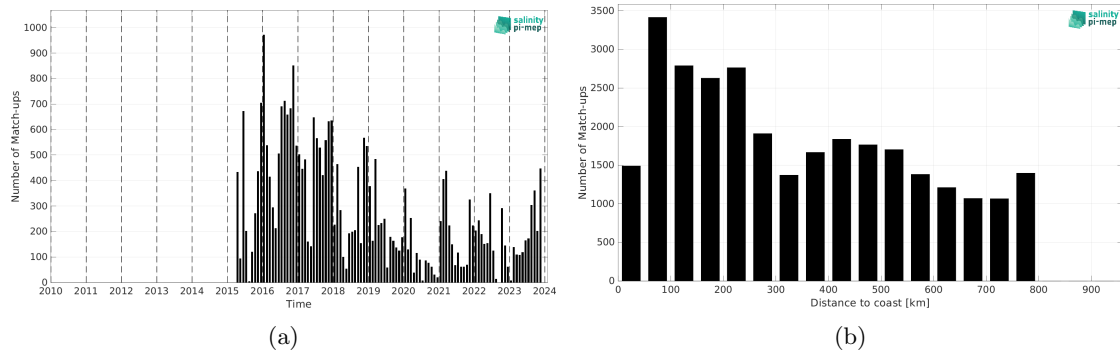 salinity
pi-mep
Number of Match-ups
1000
900
800
700
600
500
400
300
200
100
0
2010 2011 2012 2013 2014 2015 2016 2017 2018 2019 2020 2021 2022 2023 2024
Time
(a)
salinity
pi-mep
Number of Match-ups
3500
3000
2500
2000
1500
1000
500
0
0 100 200 300 400 500 600 700 800 900
Distance to coast [km]
(b)